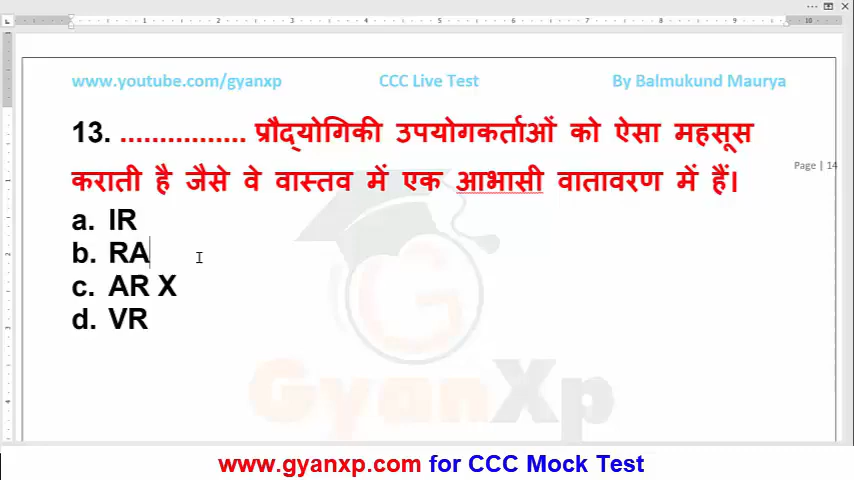 www.youtube.com/gyanxp CCC Live Test By Balmukund Maurya
13. ................ प्रौद्योगिकी उपयोगकर्ताओं को ऐसा महसूस
Page | 14
कराती है जैसे वे वास्तव में एक आभासी वातावरण में हैं।
a. IR
b. RA
c. AR X
d. VR
GyanXp
www.gyanxp.com for CCC Mock Test